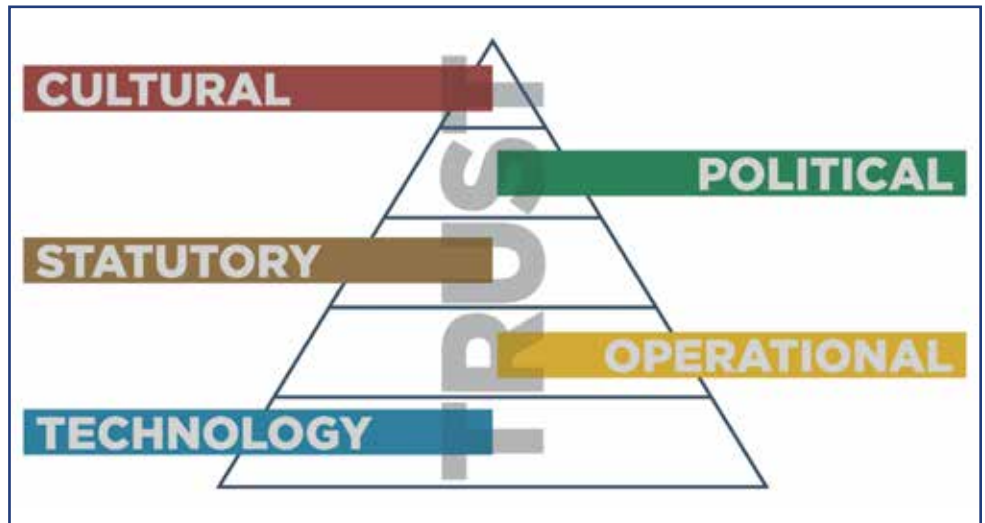 CULTURAL
POLITICAL
STATUTORY
OPERATIONAL
TECHNOLOGY
TRUST